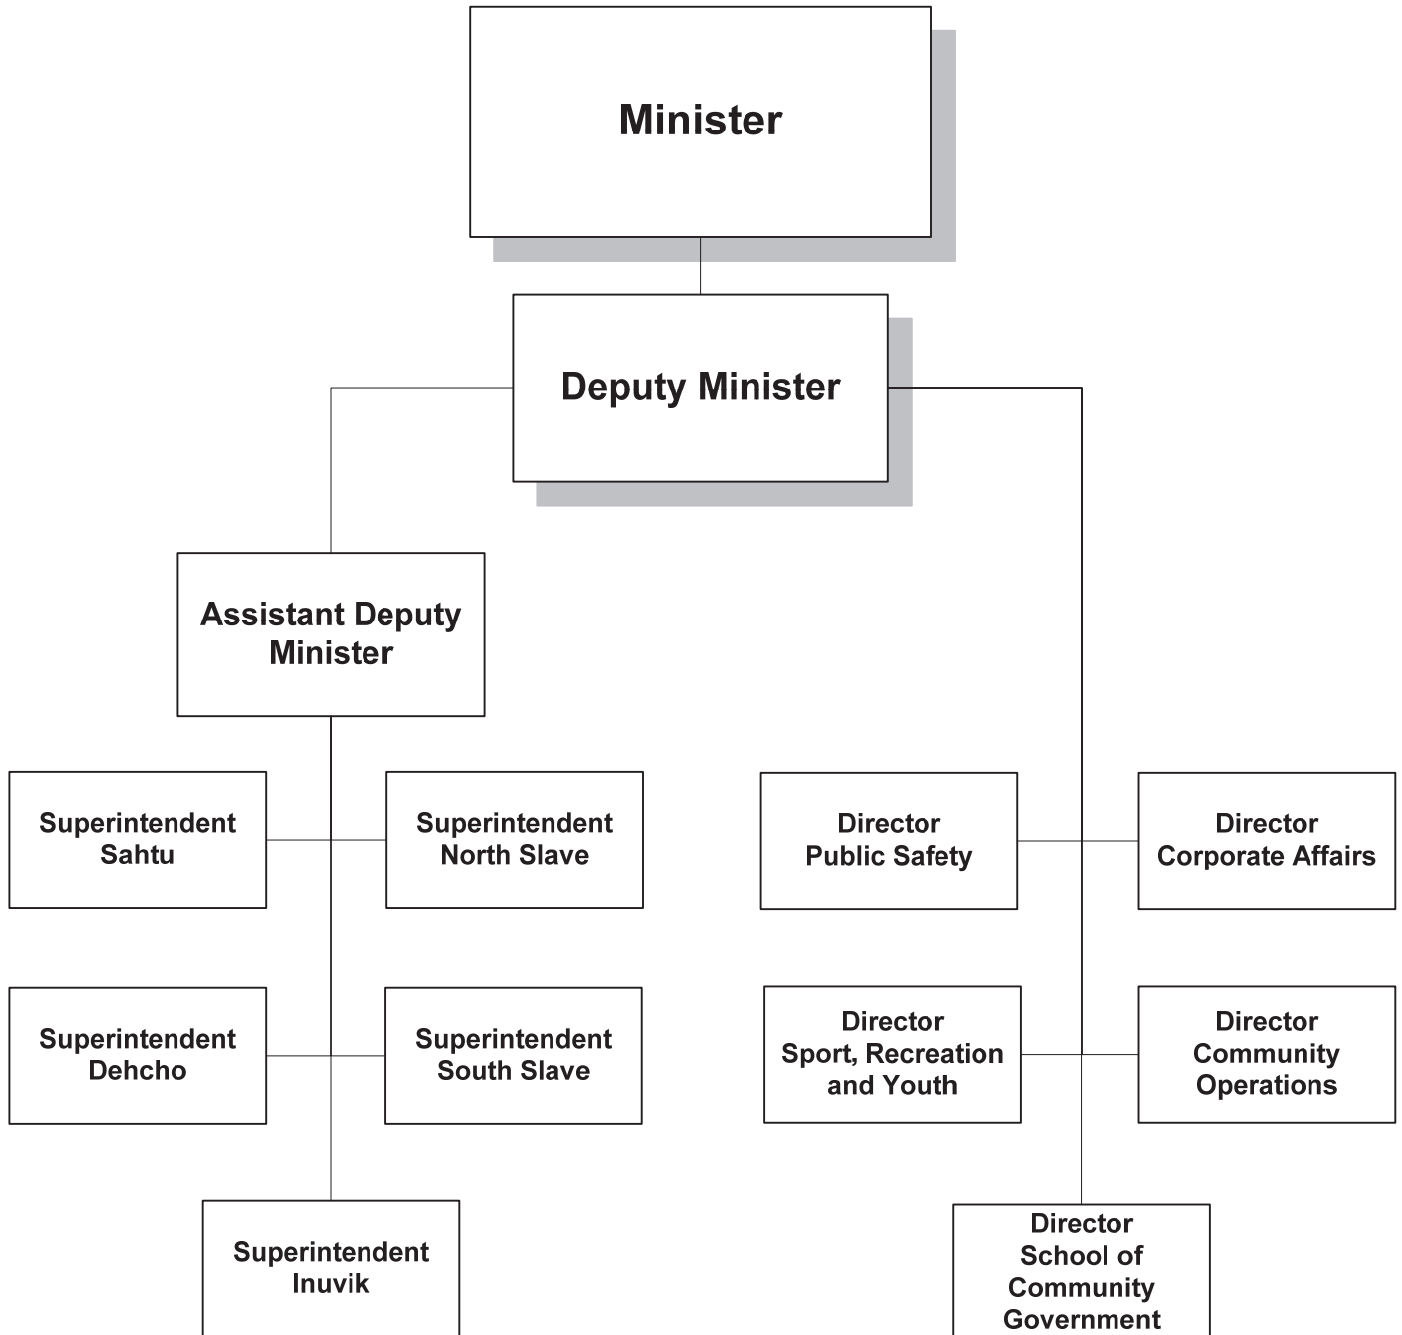 Minister
Deputy Minister
Assistant Deputy
Minister
Superintendent
Sahtu
Superintendent
North Slave
Director
Public Safety
Director
Corporate Affairs
Superintendent
Dehcho
Superintendent
South Slave
Director
Sport, Recreation
and Youth
Director
Community
Operations
Superintendent
Inuvik
Director
School of
Community
Government